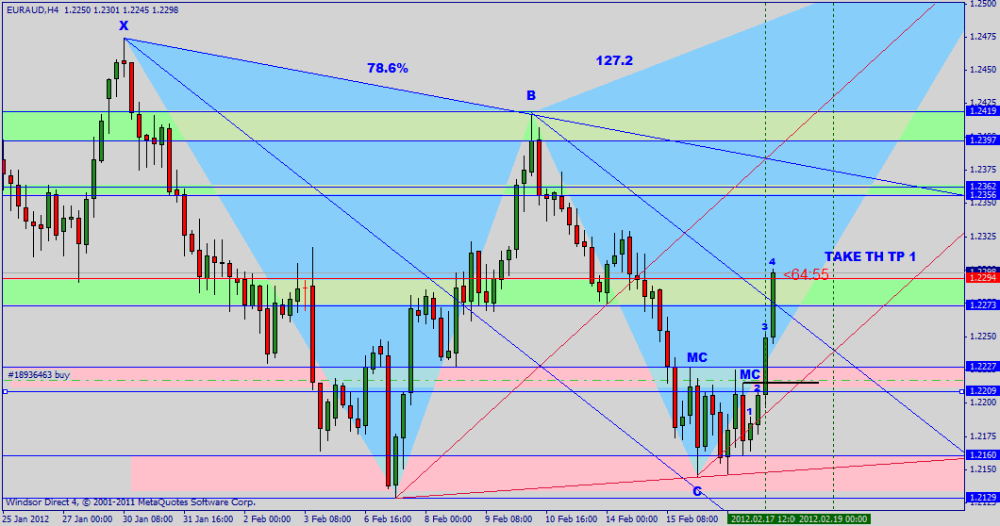 EURAUD,H4 1.2250 1.2301 1.2245 1.2298
X
78.6%
127.2
B
TAKE TH TP 1
4
<64:55
3
MC
MC
2
1
C
#18936463 buy
1.2500
1.2475
1.2450
1.2425
1.2419
1.2397
1.2375
1.2362
1.2356
1.2350
1.2325
1.2294
1.2273
1.2250
1.2227
1.2209
1.2200
1.2175
1.2160
1.2150
1.2129
Windsor Direct 4, © 2001-2011 MetaQuotes Software Corp.
25 Jan 2012 27 Jan 00:00 30 Jan 08:00 31 Jan 16:00 2 Feb 00:00 3 Feb 08:00 6 Feb 16:00 8 Feb 00:00 9 Feb 08:00 10 Feb 16:00 14 Feb 00:00 15 Feb 08:00 2012.02.17 12:0 2012.02.19 00:00